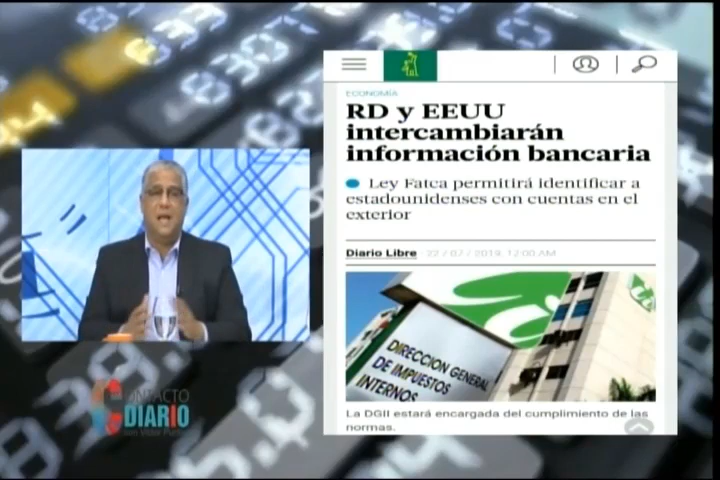 ECONOMÍA
RD y EEUU
intercambiarán
información bancaria
Ley Fatca permitirá identificar a
estadounidenses con cuentas en el
exterior
Diario Libre 22 / 07 / 2019, 12:00 AM
DIRECCION GENERAL
DE IMPUESTOS
INTERNOS
La DGII estará encargada del cumplimiento de las
normas.
CONTACTO
DIARIO